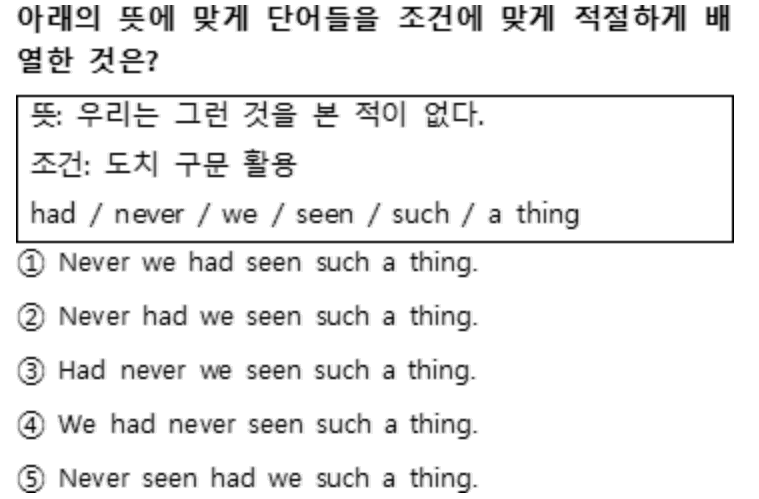 아래의 뜻에 맞게 단어들을 조건에 맞게 적절하게 배
열한 것은?
뜻: 우리는 그런 것을 본 적이 없다.
조건: 도치 구문 활용
had / never / we / seen / such / a thing
① Never we had seen such a thing.
② Never had we seen such a thing.
③ Had never we seen such a thing.
④ We had never seen such a thing.
⑤ Never seen had we such a thing.